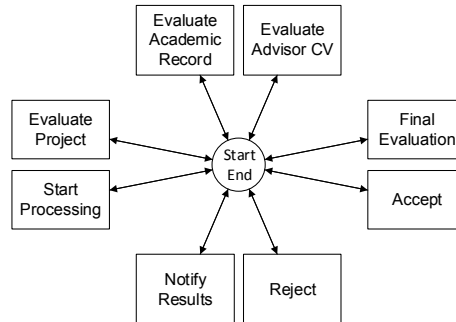 Evaluate
Academic
Record
Evaluate
Advisor CV
Evaluate
Project
Start
End
Final
Evaluation
Start
Processing
Accept
Notify
Results
Reject